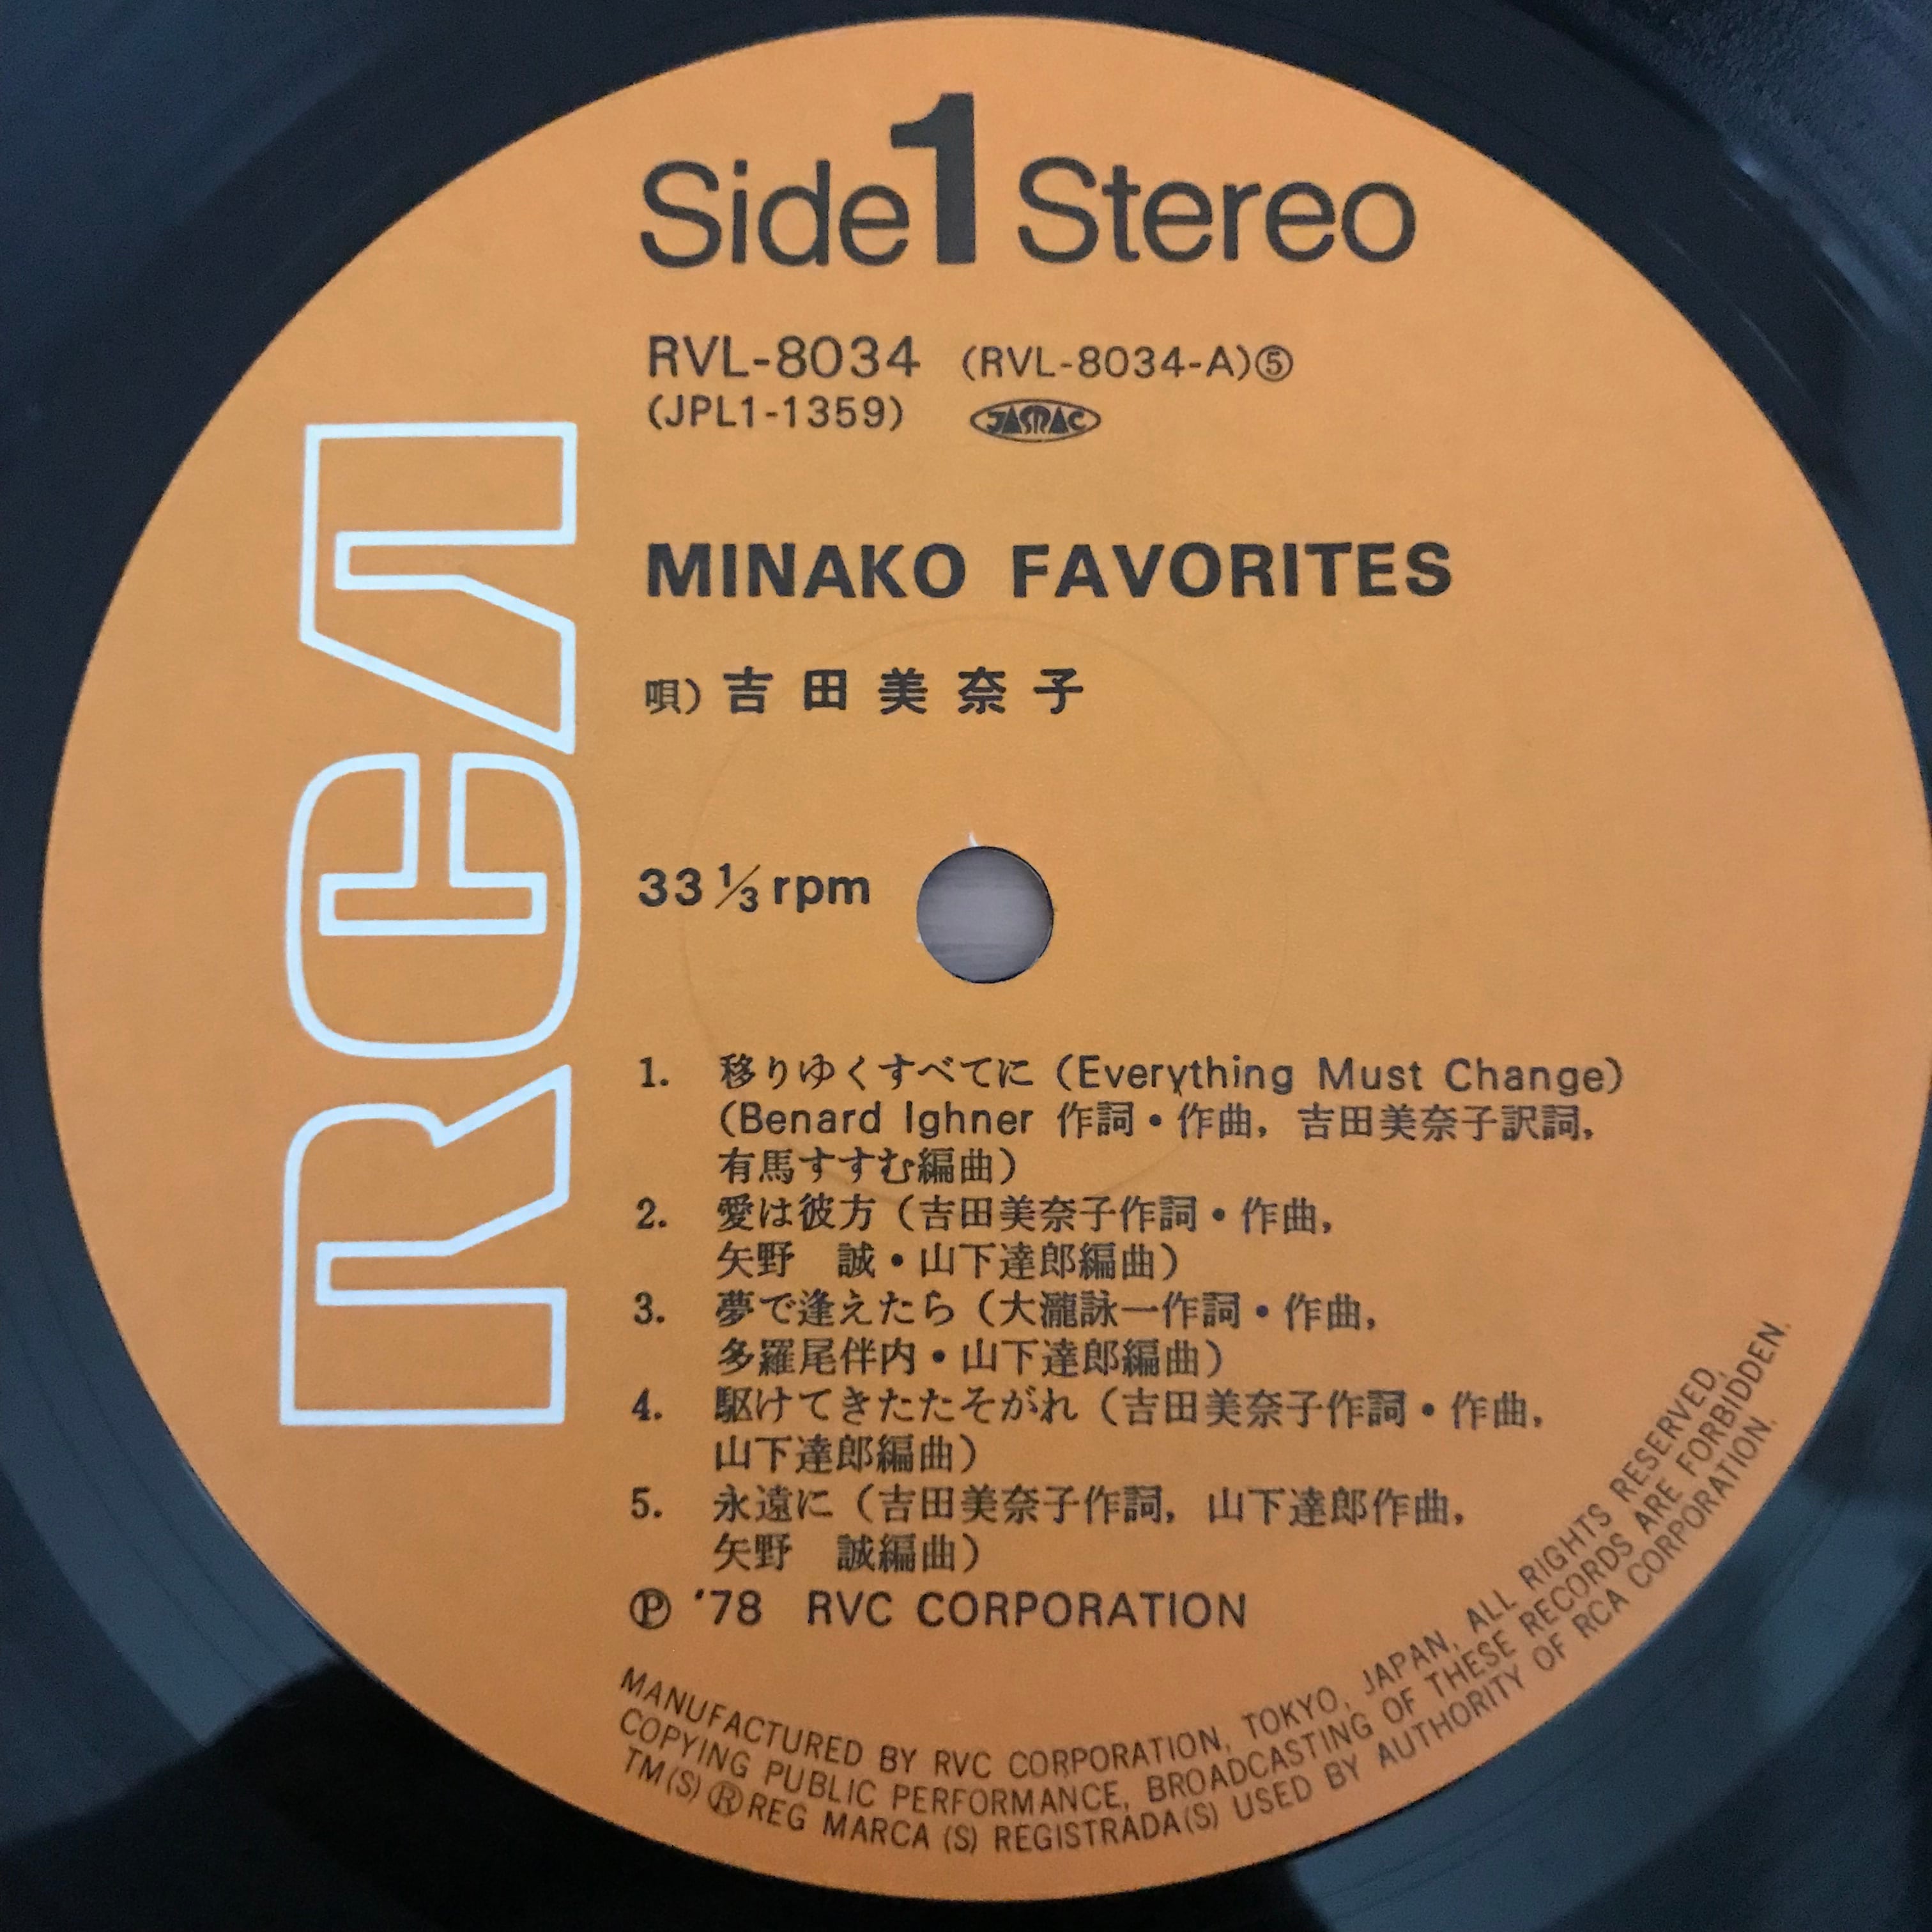 Side 1 Stereo
RVL-8034 (RVL-8034-A)⑤
(JPL1-1359) JASRAC
RCA
MINAKO FAVORITES
唄）吉田美奈子
33 1/3 rpm
1. 移りゆくすべてに（Everything Must Change）
(Benard Ighner 作詞・作曲, 吉田美奈子訳詞,
有馬すすむ編曲）
2. 愛は彼方（吉田美奈子作詞・作曲,
矢野 誠・山下達郎編曲）
3. 夢で逢えたら（大瀧詠一作詞・作曲,
多羅尾伴内・山下達郎編曲）
4. 駆けてきたたそがれ（吉田美奈子作詞・作曲,
山下達郎編曲）
5. 永遠に（吉田美奈子作詞, 山下達郎作曲,
矢野 誠編曲）
℗ '78 RVC CORPORATION
MANUFACTURED BY RVC CORPORATION, TOKYO, JAPAN, ALL RIGHTS RESERVED,
COPYING PUBLIC PERFORMANCE, BROADCASTING OF THESE RECORDS ARE FORBIDDEN.
TM(S) ® REG MARCA (S) REGISTRADA(S) USED BY AUTHORITY OF RCA CORPORATION.